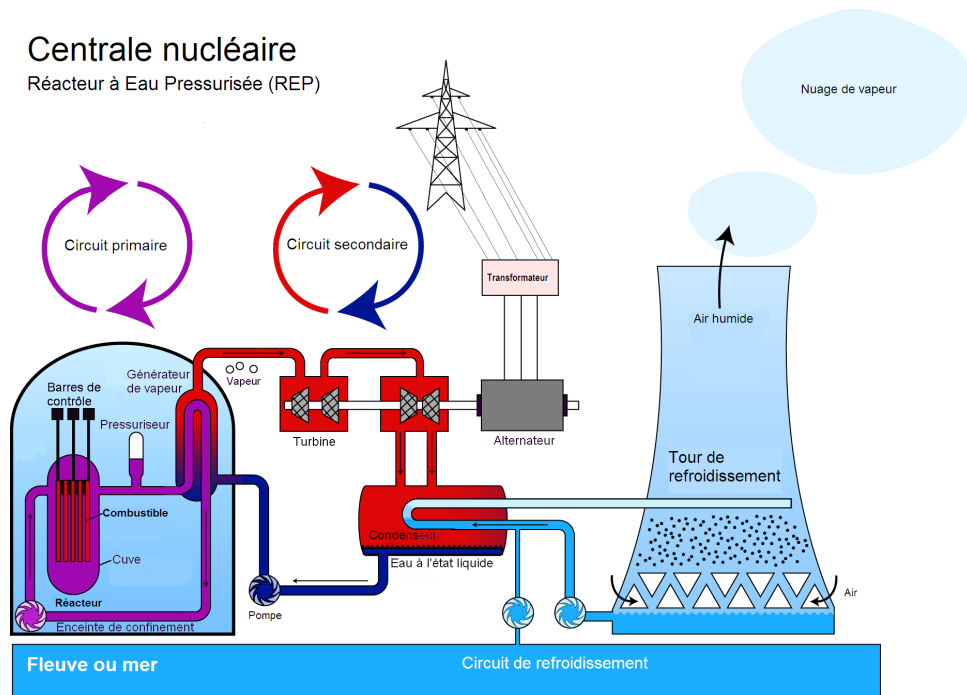 Centrale nucléaire
Réacteur à Eau Pressurisée (REP)
Nuage de vapeur
Circuit primaire
Circuit secondaire
Transformateur
Air humide
Générateur
de vapeur
Vapeur
Barres de
contrôle
Pressuriseur
Turbine
Alternateur
Tour de
refroidissement
Combustible
Condenseur
Cuve
Eau à l'état liquide
Réacteur
Air
Pompe
Enceinte de confinement
Fleuve ou mer
Circuit de refroidissement